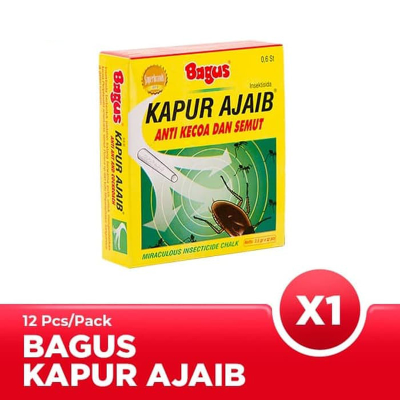 Bagus
0,6 St
Insektisida
KAPUR AJAIB®
ANTI KECOA DAN SEMUT
MIRACULOUS INSECTICIDE CHALK
Bagus
KAPUR AJAIB
12 Pcs/Pack
X1
BAGUS
KAPUR AJAIB